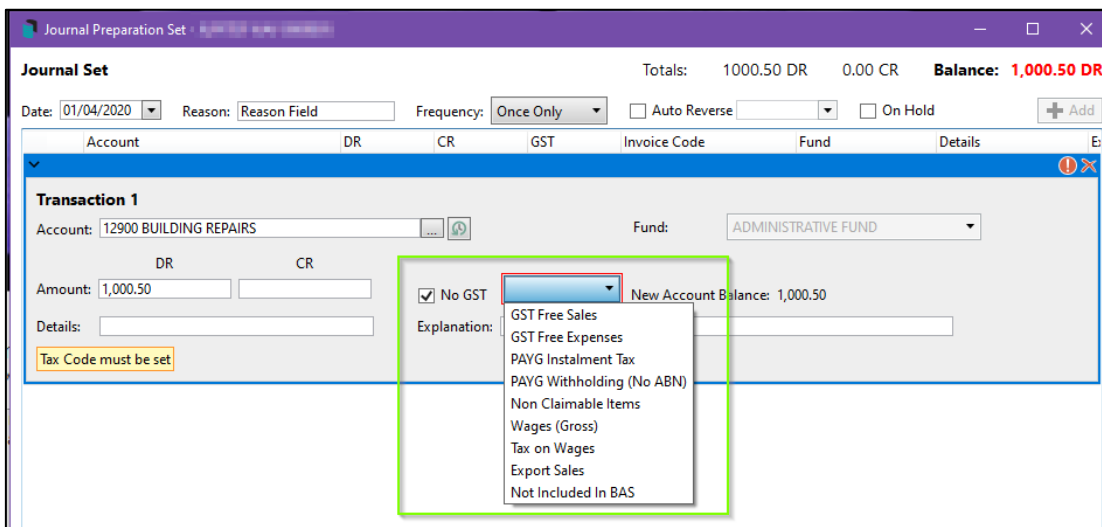 Journal Preparation Set -
Journal Set Totals: 1000.50 DR 0.00 CR Balance: 1,000.50 DR
Date: 01/04/2020 Reason: Reason Field Frequency: Once Only Auto Reverse On Hold Add
Account DR CR GST Invoice Code Fund Details
Transaction 1
Account: 12900 BUILDING REPAIRS ... Fund: ADMINISTRATIVE FUND
DR CR
Amount: 1,000.50 No GST New Account Balance: 1,000.50
GST Free Sales
Details: Explanation:
GST Free Expenses
Tax Code must be set
PAYG Instalment Tax
PAYG Withholding (No ABN)
Non Claimable Items
Wages (Gross)
Tax on Wages
Export Sales
Not Included In BAS